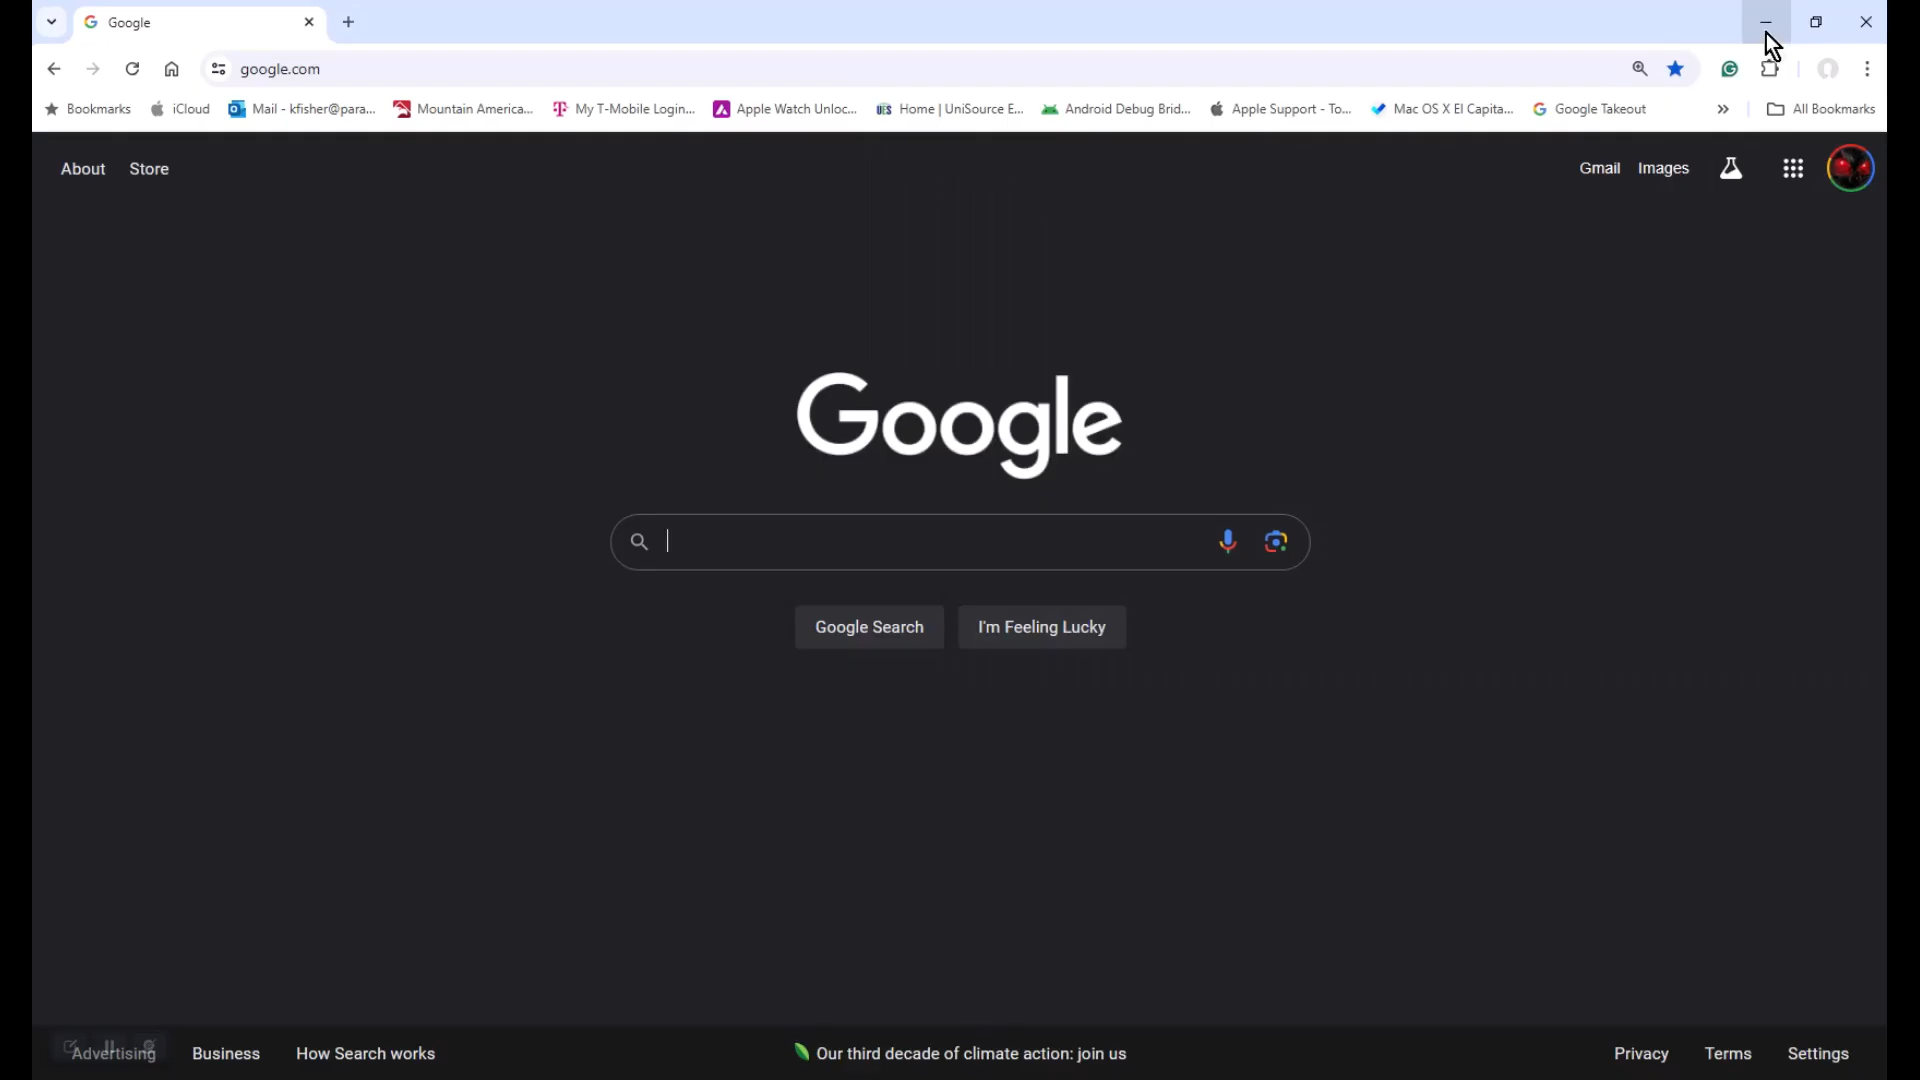 Google
google.com
Bookmarks iCloud Mail - kfisher@para... Mountain America... My T-Mobile Login... Apple Watch Unloc... UES Home | UniSource E... Android Debug Brid... Apple Support - To... Mac OS X El Capita... Google Takeout » All Bookmarks
About Store Gmail Images
Google
Google Search I'm Feeling Lucky
Advertising Business How Search works Our third decade of climate action: join us Privacy Terms Settings